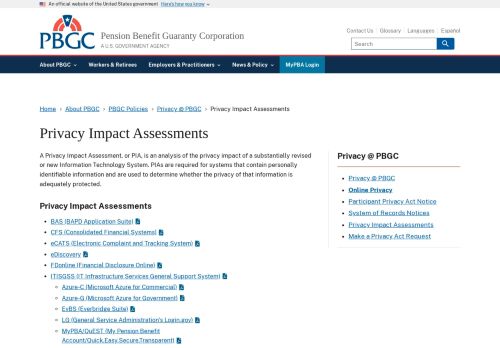 An official website of the United States government Here's how you know
PBGC
Pension Benefit Guaranty Corporation
A U.S. GOVERNMENT AGENCY
Contact Us Glossary Languages Español
Search
About PBGC Workers & Retirees Employers & Practitioners News & Policy MyPBA Login
Home › About PBGC › PBGC Policies › Privacy @ PBGC › Privacy Impact Assessments
Privacy Impact Assessments
A Privacy Impact Assessment, or PIA, is an analysis of the privacy impact of a substantially revised
or new Information Technology System. PIAs are required for systems that contain personally
identifiable information and are used to determine whether the privacy of that information is
adequately protected.
Privacy Impact Assessments
BAS (BAPD Application Suite)
CFS (Consolidated Financial Systems)
eCATS (Electronic Complaint and Tracking System)
eDiscovery
FDonline (Financial Disclosure Online)
ITISGSS (IT Infrastructure Services General Support System)
Azure-C (Microsoft Azure for Commercial)
Azure-G (Microsoft Azure for Government)
EvBS (Everbridge Suite)
LG (General Service Administration's Login.gov)
MyPBA/QuEST (My Pension Benefit
Account/Quick,Easy,Secure,Transparent)
Privacy @ PBGC
Privacy @ PBGC
Online Privacy
Participant Privacy Act Notice
System of Records Notices
Privacy Impact Assessments
Make a Privacy Act Request